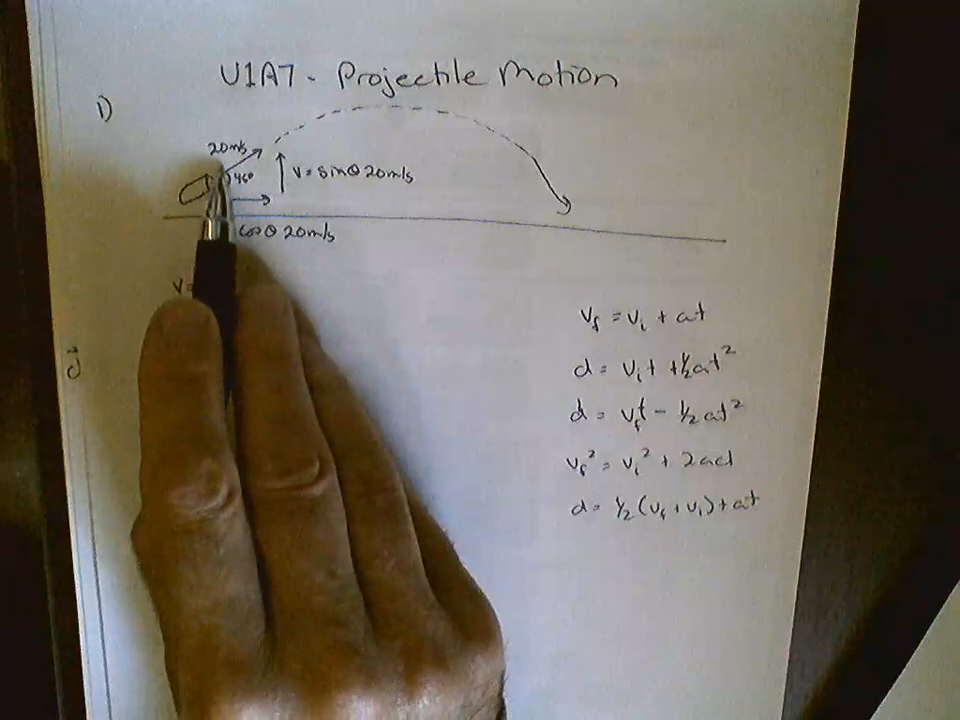 U1A7 - Projectile Motion
1)
20m/s
45°
v = sinθ 20m/s
cosθ 20m/s
v=
vf = vi + at
d = vit + ½at²
d = vft - ½at²
vf² = vi² + 2ad
d = ½(vf + vi) + at